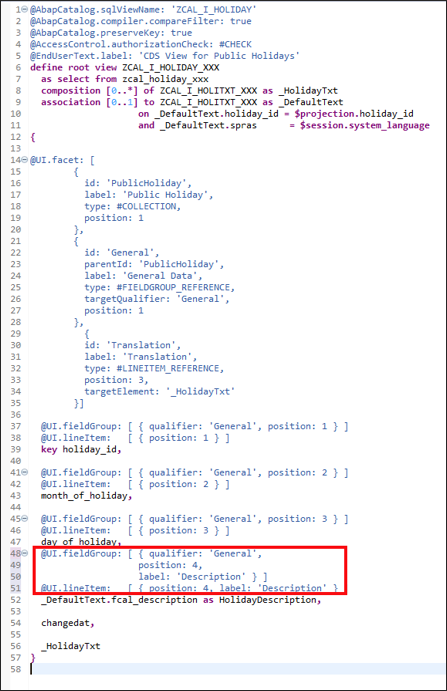 1 @AbapCatalog.sqlViewName: 'ZCAL_I_HOLIDAY'
2 @AbapCatalog.compiler.compareFilter: true
3 @AbapCatalog.preserveKey: true
4 @AccessControl.authorizationCheck: #CHECK
5 @EndUserText.label: 'CDS View for Public Holidays'
6 define root view ZCAL_I_HOLIDAY_XXX
7 as select from zcal_holiday_xxx
8 composition [0..*] of ZCAL_I_HOLITXT_XXX as _HolidayTxt
9 association [0..1] to ZCAL_I_HOLITXT_XXX as _DefaultText
10 on _DefaultText.holiday_id = $projection.holiday_id
11 and _DefaultText.spras = $session.system_language
12 {
13
14 @UI.facet: [
15 {
16 id: 'PublicHoliday',
17 label: 'Public Holiday',
18 type: #COLLECTION,
19 position: 1
20 },
21 {
22 id: 'General',
23 parentId: 'PublicHoliday',
24 label: 'General Data',
25 type: #FIELDGROUP_REFERENCE,
26 targetQualifier: 'General',
27 position: 1
28 },
29 {
30 id: 'Translation',
31 label: 'Translation',
32 type: #LINEITEM_REFERENCE,
33 position: 3,
34 targetElement: '_HolidayTxt'
35 }]
36
37 @UI.fieldGroup: [ { qualifier: 'General', position: 1 } ]
38 @UI.lineItem: [ { position: 1 } ]
39 key holiday_id,
40
41 @UI.fieldGroup: [ { qualifier: 'General', position: 2 } ]
42 @UI.lineItem: [ { position: 2 } ]
43 month_of_holiday,
44
45 @UI.fieldGroup: [ { qualifier: 'General', position: 3 } ]
46 @UI.lineItem: [ { position: 3 } ]
47 day_of_holiday,
48 @UI.fieldGroup: [ { qualifier: 'General',
49 position: 4,
50 label: 'Description' } ]
51 @UI.lineItem: [ { position: 4, label: 'Description' }
52 _DefaultText.fcal_description as HolidayDescription,
53
54 changedat,
55
56 _HolidayTxt
57 }
58